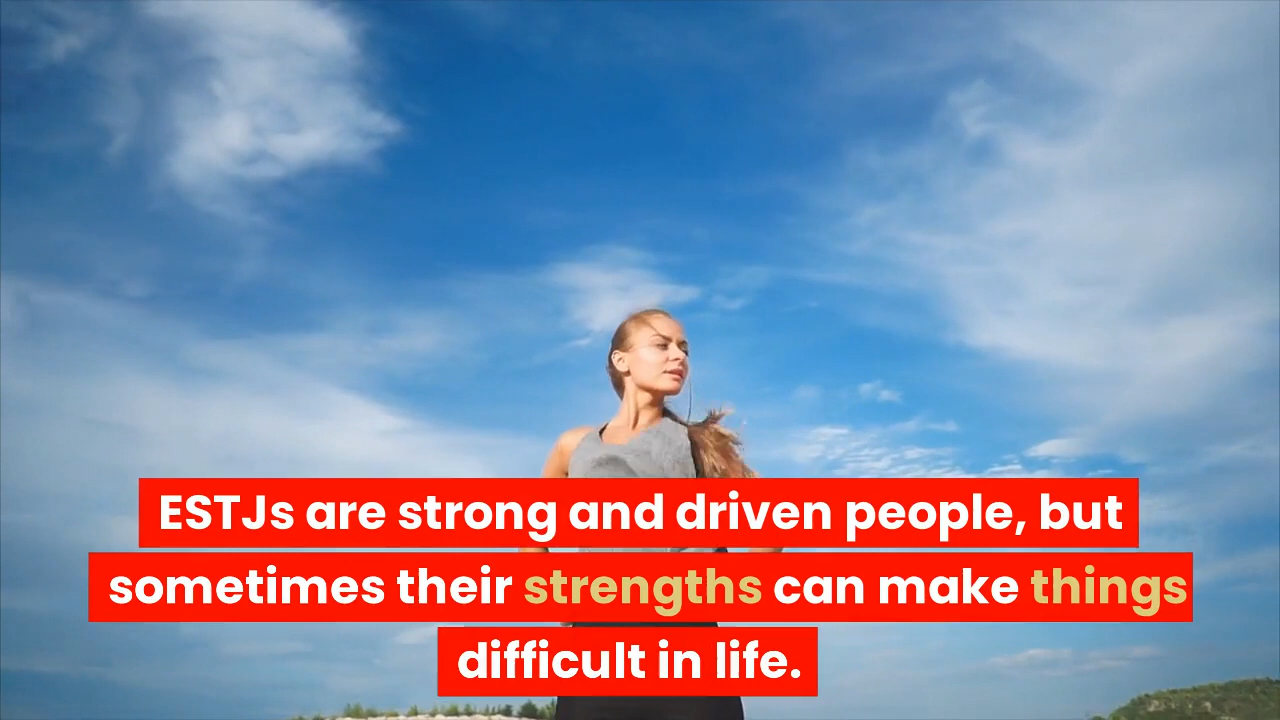 ESTJs are strong and driven people, but
sometimes their strengths can make things
difficult in life.